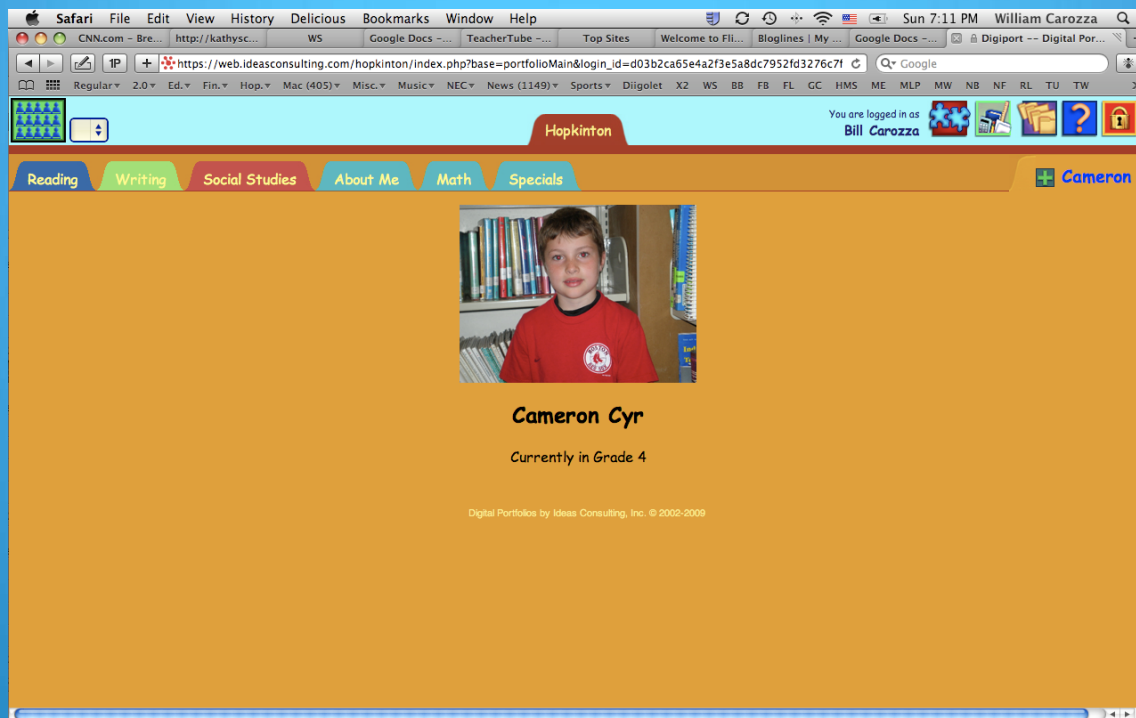 Safari File Edit View History Delicious Bookmarks Window Help Sun 7:11 PM William Carozza
CNN.com – Bre... http://kathysc... WS Google Docs –... TeacherTube –... Top Sites Welcome to Fli... Bloglines | My ... Google Docs –... Digiport -- Digital Por...
1P + https://web.ideasconsulting.com/hopkinton/index.php?base=portfolioMain&login_id=d03b2ca65e4a2f3e5a8dc7952fd3276c7f Google
Regular 2.0 Ed. Fin. Hop. Mac (405) Misc. Music NEC News (1149) Sports Diigolet X2 WS BB FB FL GC HMS ME MLP MW NB NF RL TU TW
You are logged in as
Bill Carozza
Hopkinton
Reading Writing Social Studies About Me Math Specials Cameron
BOSTON
RED SOX
Cameron Cyr
Currently in Grade 4
Digital Portfolios by Ideas Consulting, Inc. © 2002-2009